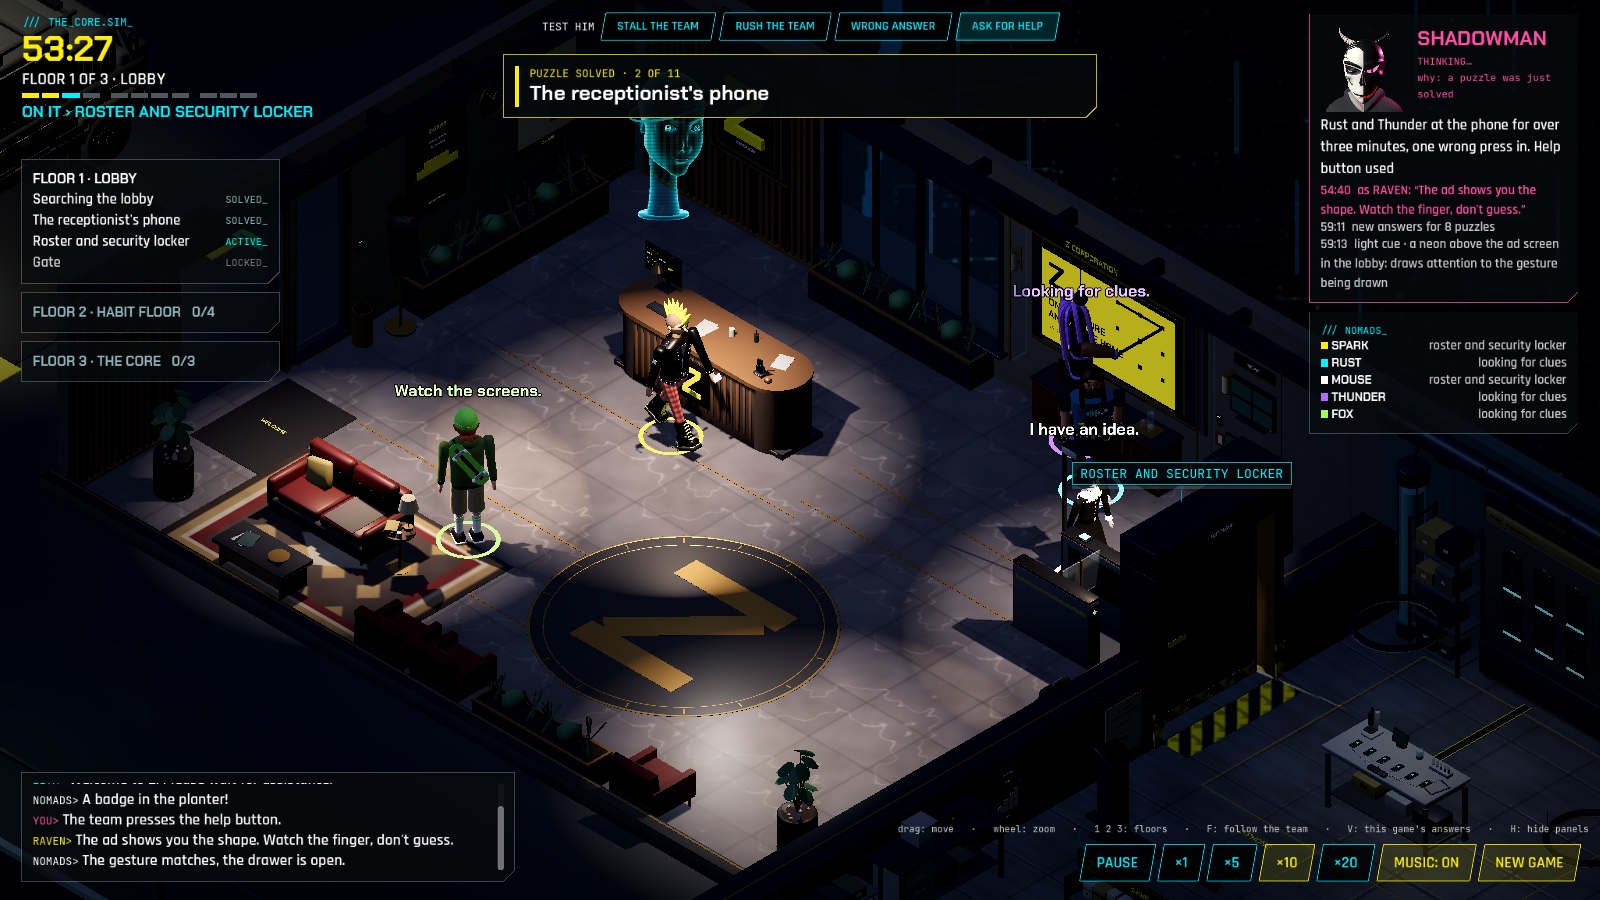 /// THE_CORE.SIM_
53:27
FLOOR 1 OF 3 · LOBBY
ON IT > ROSTER AND SECURITY LOCKER
TEST HIM
STALL THE TEAM
RUSH THE TEAM
WRONG ANSWER
ASK FOR HELP
PUZZLE SOLVED · 2 OF 11
The receptionist's phone
FLOOR 1 · LOBBY
Searching the lobby SOLVED_
The receptionist's phone SOLVED_
Roster and security locker ACTIVE_
Gate LOCKED_
FLOOR 2 · HABIT FLOOR 0/4
FLOOR 3 · THE CORE 0/3
SHADOWMAN
THINKING…
why: a puzzle was just
solved
Rust and Thunder at the phone for over
three minutes, one wrong press in. Help
button used
54:40 as RAVEN: "The ad shows you the
shape. Watch the finger, don't guess."
59:11 new answers for 8 puzzles
59:13 light cue · a neon above the ad screen
in the lobby: draws attention to the gesture
being drawn
/// NOMADS_
SPARK roster and security locker
RUST looking for clues
MOUSE roster and security locker
THUNDER looking for clues
FOX looking for clues
Z CORPORATION
Looking for clues.
Watch the screens.
I have an idea.
ROSTER AND SECURITY LOCKER
WELCOME
NOMADS> A badge in the planter!
YOU> The team presses the help button.
RAVEN> The ad shows you the shape. Watch the finger, don't guess.
NOMADS> The gesture matches, the drawer is open.
drag: move · wheel: zoom · 1 2 3: floors · F: follow the team · V: this game's answers · H: hide panels
PAUSE
×1
×5
×10
×20
MUSIC: ON
NEW GAME